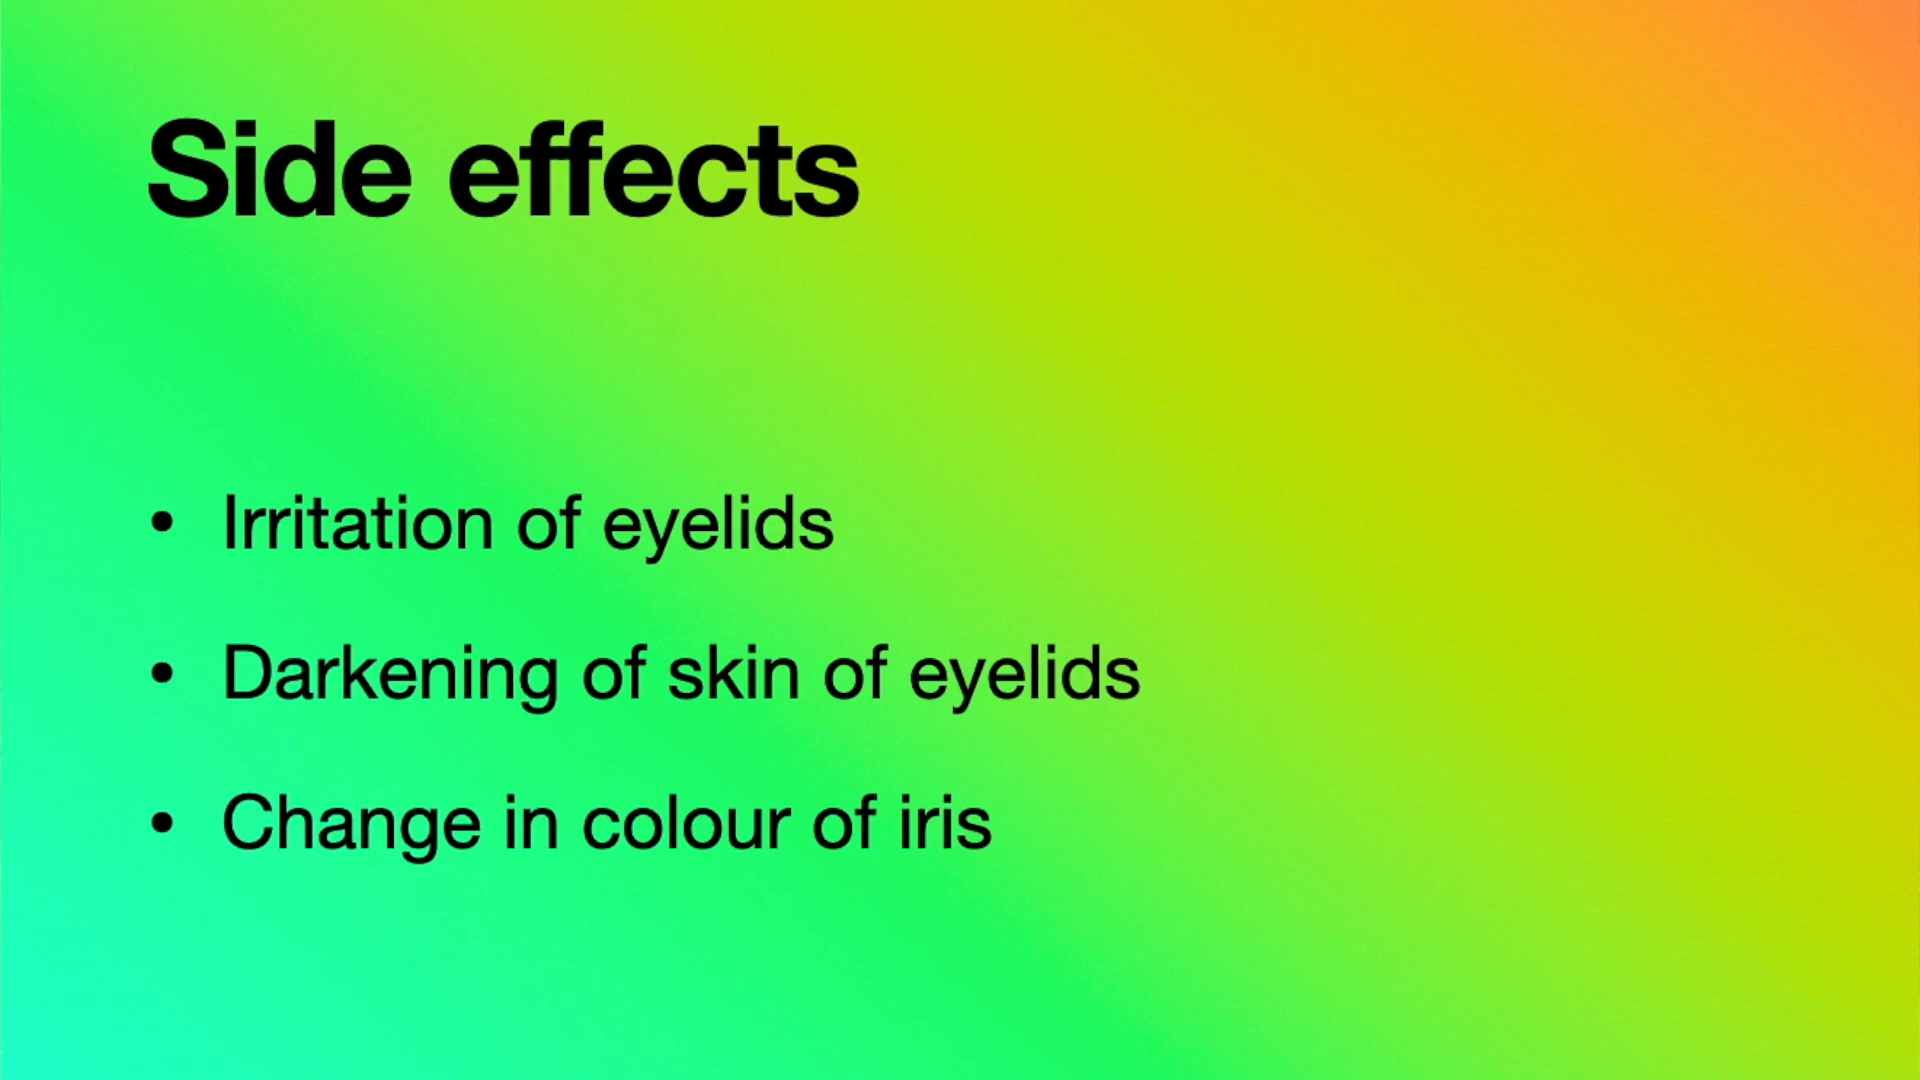 Side effects
• Irritation of eyelids
• Darkening of skin of eyelids
• Change in colour of iris